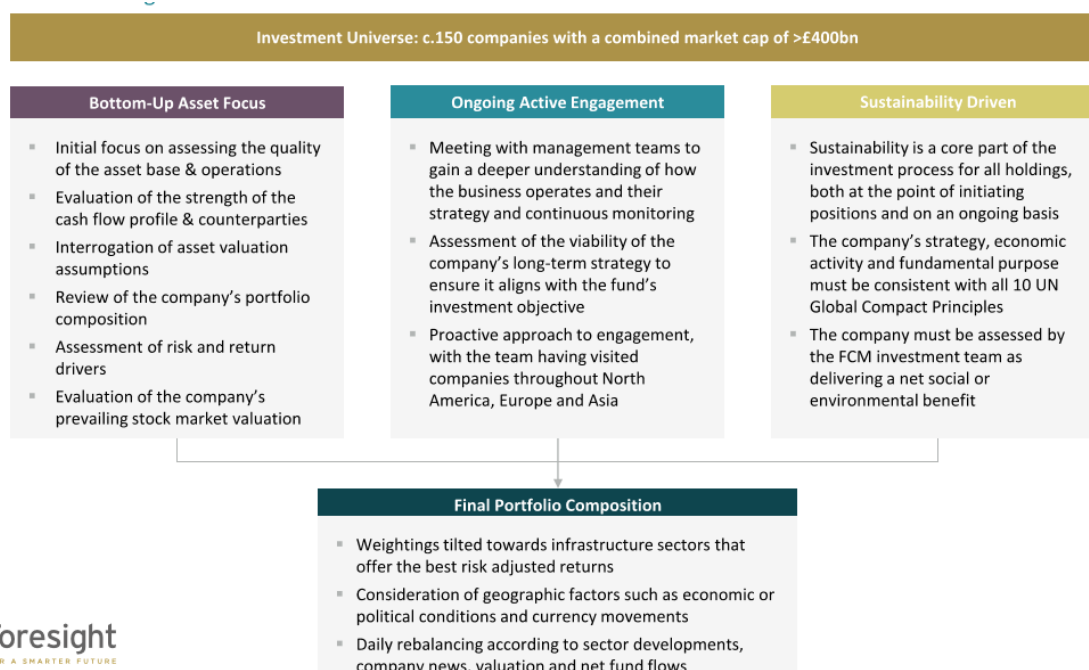 Investment Universe: c.150 companies with a combined market cap of >£400bn
Bottom-Up Asset Focus
Initial focus on assessing the quality
of the asset base & operations
Evaluation of the strength of the
cash flow profile & counterparties
Interrogation of asset valuation
assumptions
Review of the company's portfolio
composition
Assessment of risk and return
drivers
Evaluation of the company's
prevailing stock market valuation
Ongoing Active Engagement
Meeting with management teams to
gain a deeper understanding of how
the business operates and their
strategy and continuous monitoring
Assessment of the viability of the
company's long-term strategy to
ensure it aligns with the fund's
investment objective
Proactive approach to engagement,
with the team having visited
companies throughout North
America, Europe and Asia
Sustainability Driven
Sustainability is a core part of the
investment process for all holdings,
both at the point of initiating
positions and on an ongoing basis
The company's strategy, economic
activity and fundamental purpose
must be consistent with all 10 UN
Global Compact Principles
The company must be assessed by
the FCM investment team as
delivering a net social or
environmental benefit
Final Portfolio Composition
Weightings tilted towards infrastructure sectors that
offer the best risk adjusted returns
Consideration of geographic factors such as economic or
political conditions and currency movements
Daily rebalancing according to sector developments,
company news, valuation and net fund flows
oresight
R A SMARTER FUTURE